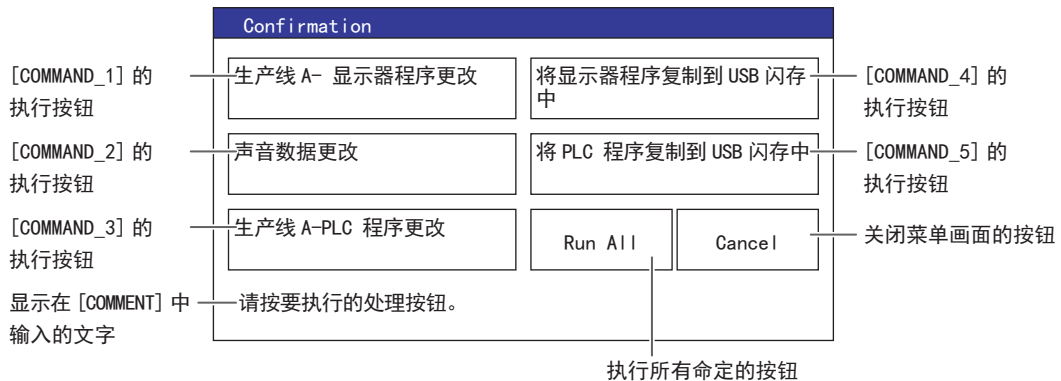 Confirmation
[COMMAND_1] 的
执行按钮
生产线 A- 显示器程序更改
将显示器程序复制到 USB 闪存
中
[COMMAND_4] 的
执行按钮
[COMMAND_2] 的
执行按钮
声音数据更改
将 PLC 程序复制到 USB 闪存中
[COMMAND_5] 的
执行按钮
[COMMAND_3] 的
执行按钮
生产线 A-PLC 程序更改
Run All
Cancel
关闭菜单画面的按钮
显示在 [COMMENT] 中
输入的文字
请按要执行的处理按钮。
执行所有命定的按钮